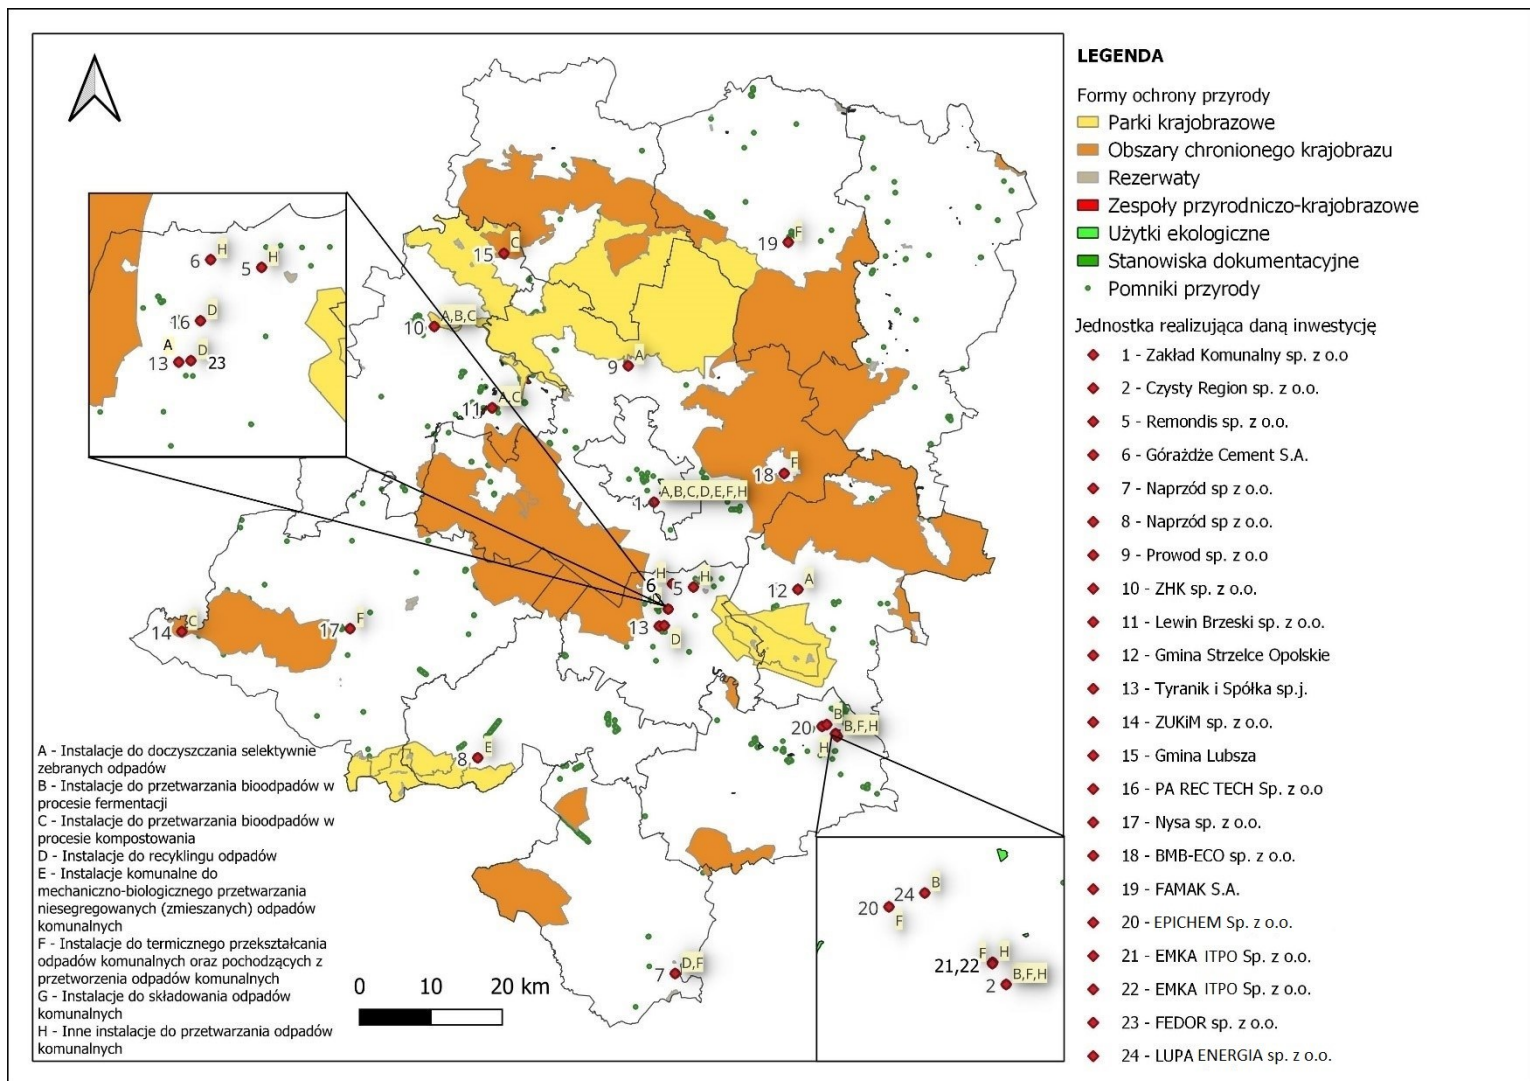 LEGENDA
Formy ochrony przyrody
Parki krajobrazowe
Obszary chronionego krajobrazu
Rezerwaty
Zespoły przyrodniczo-krajobrazowe
Użytki ekologiczne
Stanowiska dokumentacyjne
Pomniki przyrody
Jednostka realizująca daną inwestycję
1 - Zakład Komunalny sp. z o.o
2 - Czysty Region sp. z o.o.
5 - Remondis sp. z o.o.
6 - Górażdże Cement S.A.
7 - Naprzód sp z o.o.
8 - Naprzód sp z o.o.
9 - Prowod sp. z o.o
10 - ZHK sp. z o.o.
11 - Lewin Brzeski sp. z o.o.
12 - Gmina Strzelce Opolskie
13 - Tyranik i Spółka sp.j.
14 - ZUKiM sp. z o.o.
15 - Gmina Lubsza
16 - PA REC TECH Sp. z o.o
17 - Nysa sp. z o.o.
18 - BMB-ECO sp. z o.o.
19 - FAMAK S.A.
20 - EPICHEM Sp. z o.o.
21 - EMKA ITPO Sp. z o.o.
22 - EMKA ITPO Sp. z o.o.
23 - FEDOR sp. z o.o.
24 - LUPA ENERGIA sp. z o.o.
6 H
5 H
16 D
A
13 D 23
15 C
19 F
10 A,B,C
9 A
11 A,C
18 F
1 A,B,C,D,E,F,H
6 H
5 H
12 A
13 D
14 C
17 F
20 B
B,F,H
H
8 E
7 D,F
24 B
20 F
F H
21,22
B,F,H
2
A - Instalacje do doczyszczania selektywnie
zebranych odpadów
B - Instalacje do przetwarzania bioodpadów w
procesie fermentacji
C - Instalacje do przetwarzania bioodpadów w
procesie kompostowania
D - Instalacje do recyklingu odpadów
E - Instalacje komunalne do
mechaniczno-biologicznego przetwarzania
niesegregowanych (zmieszanych) odpadów
komunalnych
F - Instalacje do termicznego przekształcania
odpadów komunalnych oraz pochodzących z
przetworzenia odpadów komunalnych
G - Instalacje do składowania odpadów
komunalnych
H - Inne instalacje do przetwarzania odpadów
komunalnych
0 10 20 km